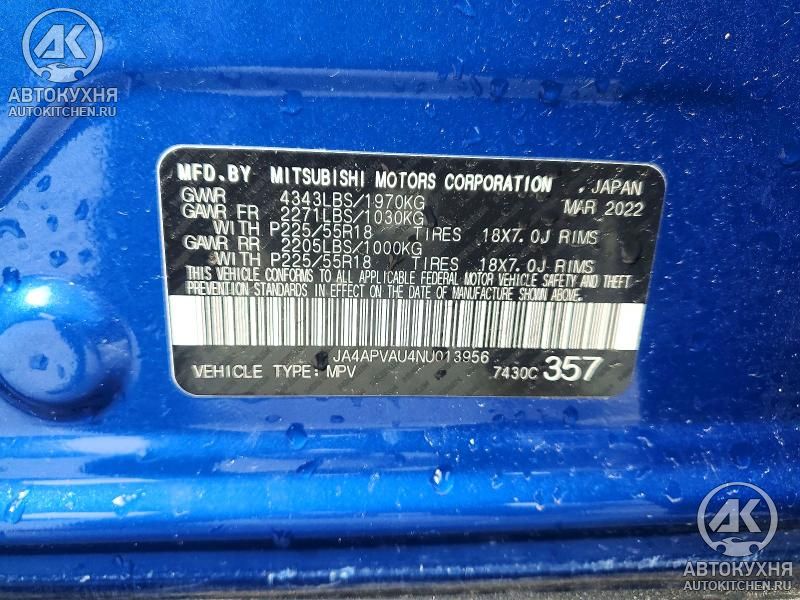 АК
АВТОКУХНЯ
AUTOKITCHEN.RU
MFD.BY MITSUBISHI MOTORS CORPORATION . JAPAN
GVWR 4343LBS/1970KG MAR 2022
GAWR FR 2271LBS/1030KG
WITH P225/55R18 TIRES 18X7.0J RIMS
GAWR RR 2205LBS/1000KG
WITH P225/55R18 TIRES 18X7.0J RIMS
THIS VEHICLE CONFORMS TO ALL APPLICABLE FEDERAL MOTOR VEHICLE SAFETY AND THEFT
PREVENTION STANDARDS IN EFFECT ON THE DATE OF MANUFACTURE SHOWN ABOVE.
JA4APVAU4NU013956
VEHICLE TYPE: MPV 7430C 357
АК
АВТОКУХНЯ
AUTOKITCHEN.RU